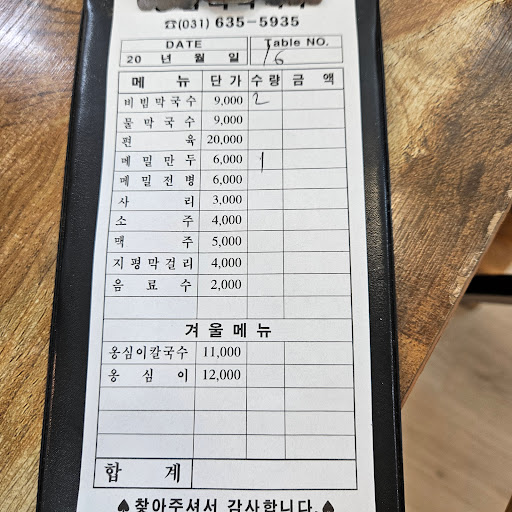 ☎(031) 635-5935
DATE Table NO.
20 년 월 일 16
메 뉴 단가 수량 금 액
비빔막국수 9,000 2
물막국수 9,000
편 육 20,000
메밀만두 6,000 1
메밀전병 6,000
사 리 3,000
소 주 4,000
맥 주 5,000
지평막걸리 4,000
음 료 수 2,000
겨울메뉴
옹심이칼국수 11,000
옹 심 이 12,000
합 계
♠찾아주셔서 감사합니다.♠